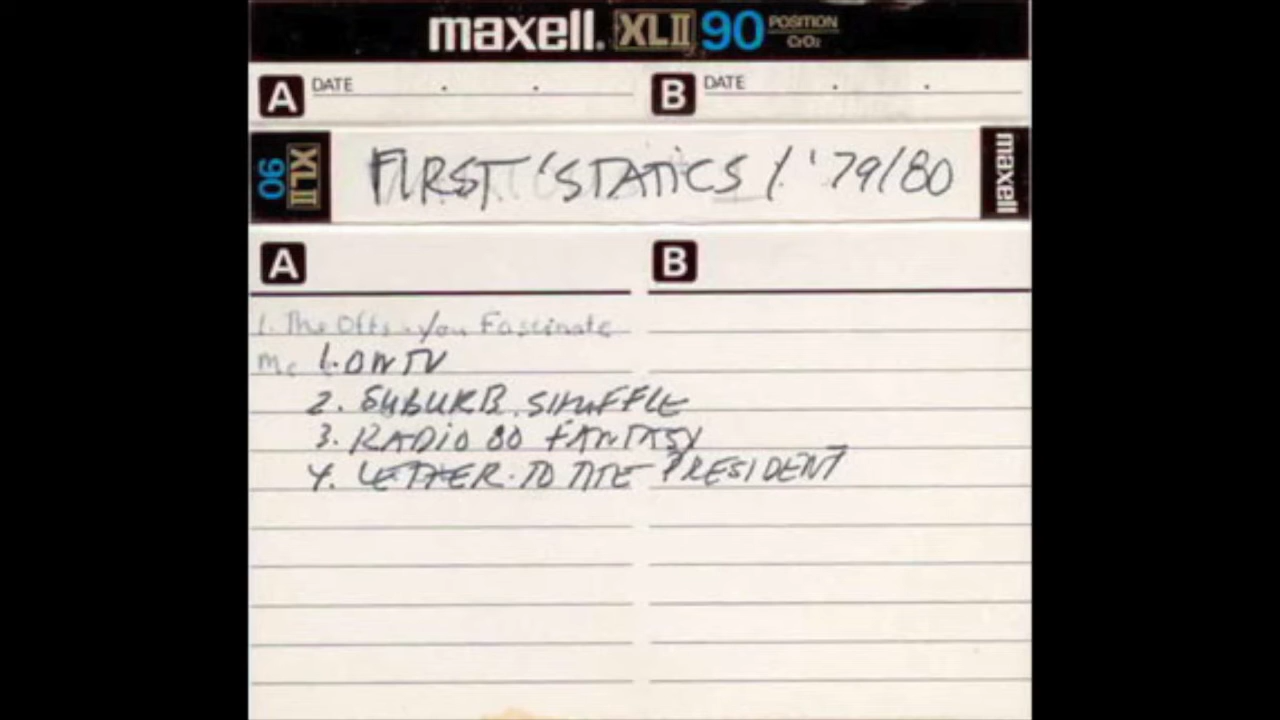 maxell. XLII 90 POSITION CrO2
A DATE . . B DATE . .
XLII 90 FIRST 'STATICS / '79/80 maxell
A B
1. The Offs - You Fascinate
Me 1. ON TV
2. SUBURB. SHUFFLE
3. RADIO 80 FANTASY
4. LETTER TO THE PRESIDENT